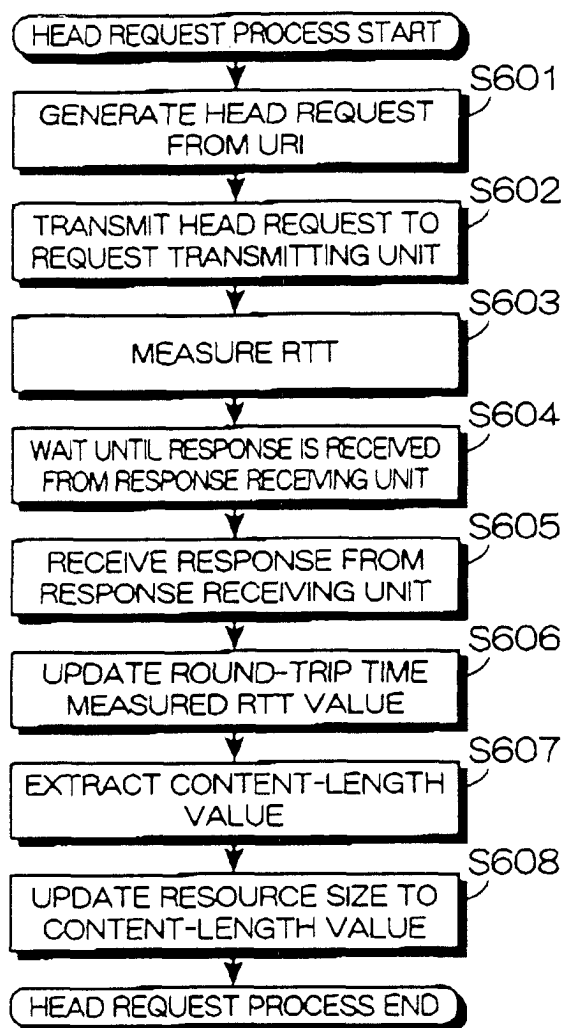 HEAD REQUEST PROCESS START
S601
GENERATE HEAD REQUEST
FROM URI
S602
TRANSMIT HEAD REQUEST TO
REQUEST TRANSMITTING UNIT
S603
MEASURE RTT
S604
WAIT UNTIL RESPONSE IS RECEIVED
FROM RESPONSE RECEIVING UNIT
S605
RECEIVE RESPONSE FROM
RESPONSE RECEIVING UNIT
S606
UPDATE ROUND-TRIP TIME
MEASURED RTT VALUE
S607
EXTRACT CONTENT-LENGTH
VALUE
S608
UPDATE RESOURCE SIZE TO
CONTENT-LENGTH VALUE
HEAD REQUEST PROCESS END